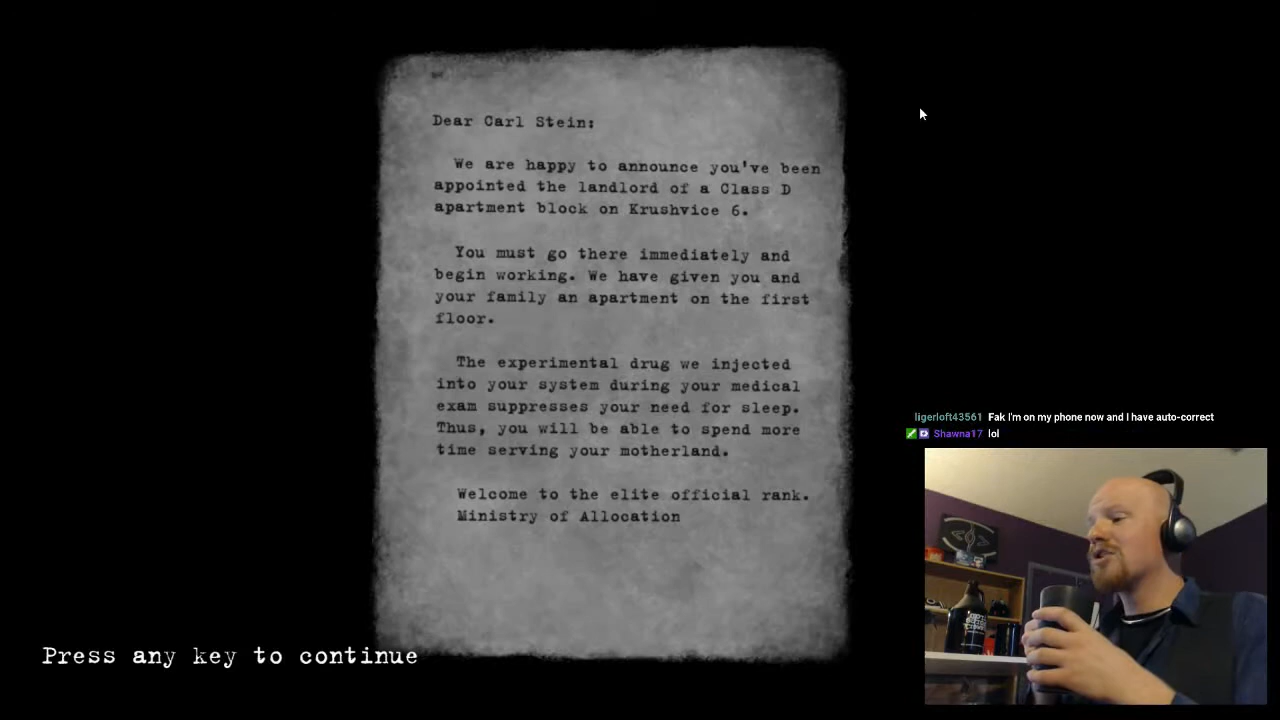 Dear Carl Stein:
We are happy to announce you've been
appointed the landlord of a Class D
apartment block on Krushvice 6.
You must go there immediately and
begin working. We have given you and
your family an apartment on the first
floor.
The experimental drug we injected
into your system during your medical
exam suppresses your need for sleep.
Thus, you will be able to spend more
time serving your motherland.
Welcome to the elite official rank.
Ministry of Allocation
Press any key to continue
ligerloft43561 Fak I'm on my phone now and I have auto-correct
Shawna17 lol